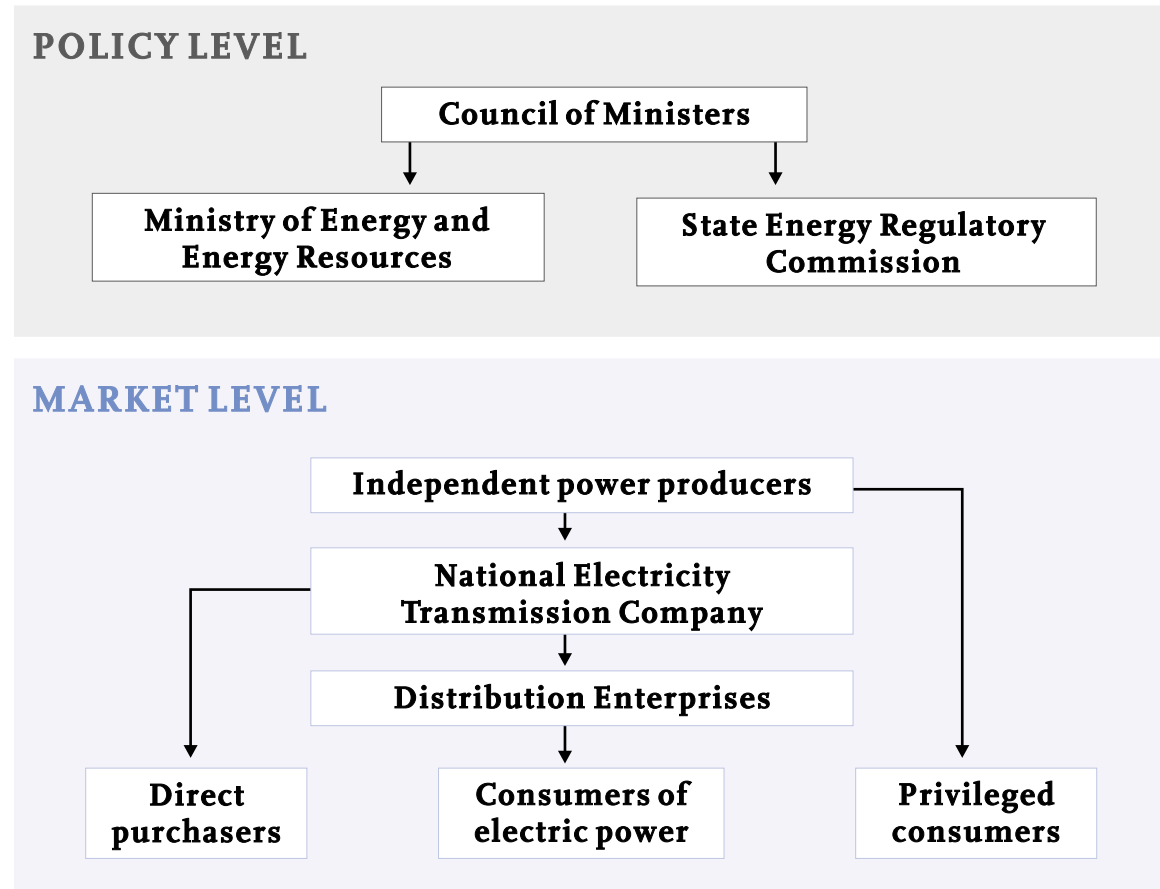 POLICY LEVEL
Council of Ministers
Ministry of Energy and
Energy Resources
State Energy Regulatory
Commission
MARKET LEVEL
Independent power producers
National Electricity
Transmission Company
Distribution Enterprises
Direct
purchasers
Consumers of
electric power
Privileged
consumers